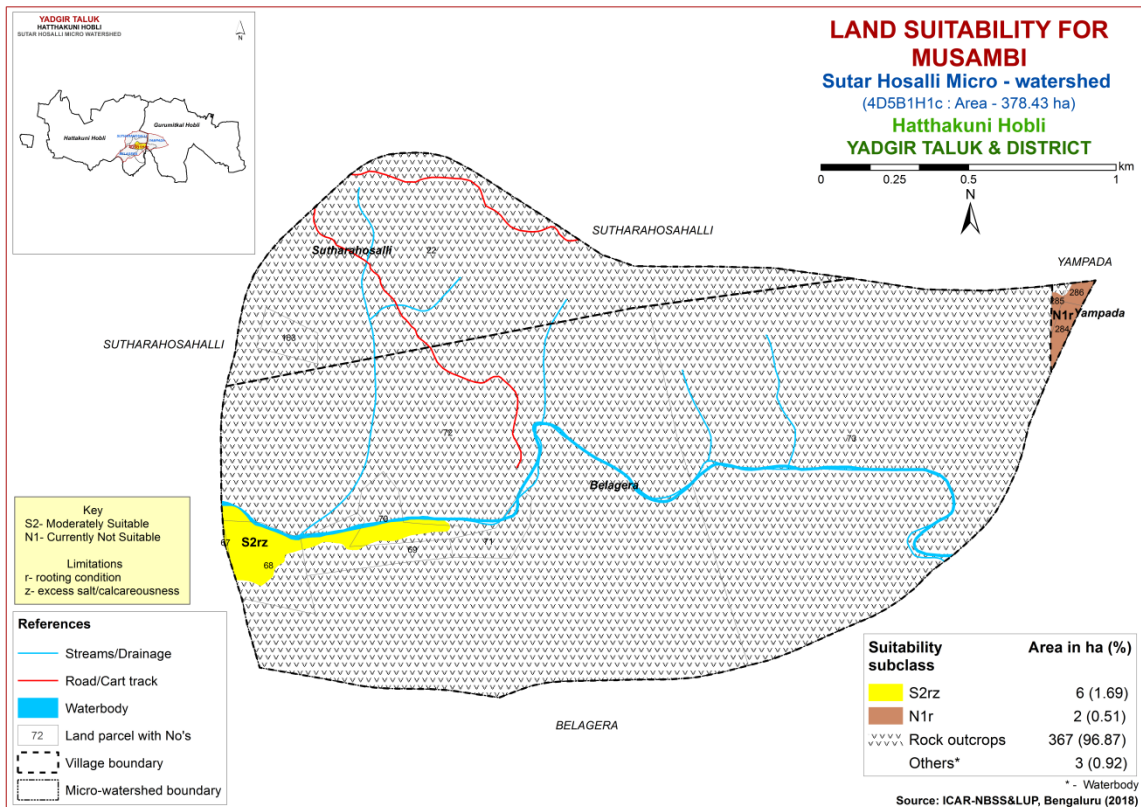 YADGIR TALUK
HATTHAKUNI HOBLI
SUTAR HOSALLI MICRO WATERSHED
N
Hattakuni Hobli
Gurumitkal Hobli
LAND SUITABILITY FOR
MUSAMBI
Sutar Hosalli Micro - watershed
(4D5B1H1c : Area - 378.43 ha)
Hatthakuni Hobli
YADGIR TALUK & DISTRICT
km
0 0.25 0.5 1
N
SUTHARAHOSAHALLI
Sutharahosalli
YAMPADA
286
285
N1r
Yampada
284
SUTHARAHOSAHALLI
103
72
73
Belagera
70
71
69
67
S2rz
68
BELAGERA
Key
S2- Moderately Suitable
N1- Currently Not Suitable
Limitations
r- rooting condition
z- excess salt/calcareousness
References
Streams/Drainage
Road/Cart track
Waterbody
72 Land parcel with No's
Village boundary
Micro-watershed boundary
Suitability subclass Area in ha (%)
S2rz 6 (1.69)
N1r 2 (0.51)
Rock outcrops 367 (96.87)
Others* 3 (0.92)
* - Waterbody
Source: ICAR-NBSS&LUP, Bengaluru (2018)